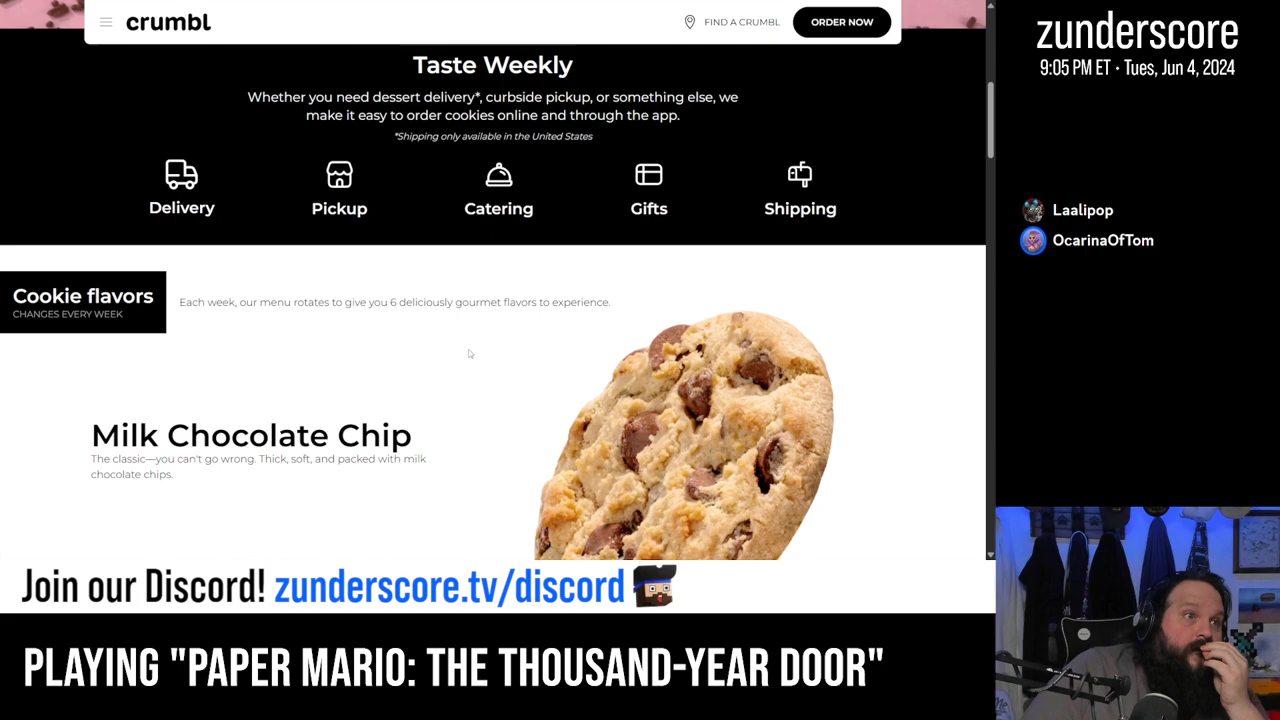 crumbl
FIND A CRUMBL
ORDER NOW
Taste Weekly
Whether you need dessert delivery*, curbside pickup, or something else, we
make it easy to order cookies online and through the app.
*Shipping only available in the United States
Delivery
Pickup
Catering
Gifts
Shipping
Cookie flavors
CHANGES EVERY WEEK
Each week, our menu rotates to give you 6 deliciously gourmet flavors to experience.
Milk Chocolate Chip
The classic—you can't go wrong. Thick, soft, and packed with milk
chocolate chips.
Join our Discord! zunderscore.tv/discord
PLAYING "PAPER MARIO: THE THOUSAND-YEAR DOOR"
zunderscore
9:05 PM ET · Tues, Jun 4, 2024
Laalipop
OcarinaOfTom